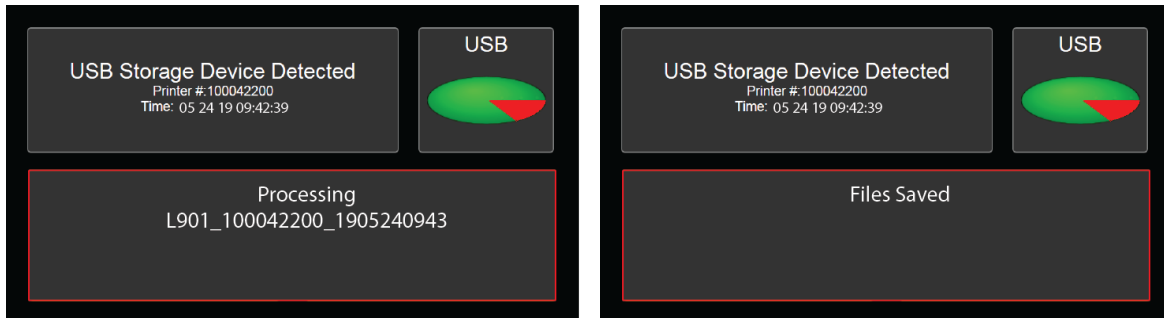 USB Storage Device Detected
Printer #:100042200
Time: 05 24 19 09:42:39
USB
Processing
L901_100042200_1905240943
USB Storage Device Detected
Printer #:100042200
Time: 05 24 19 09:42:39
USB
Files Saved